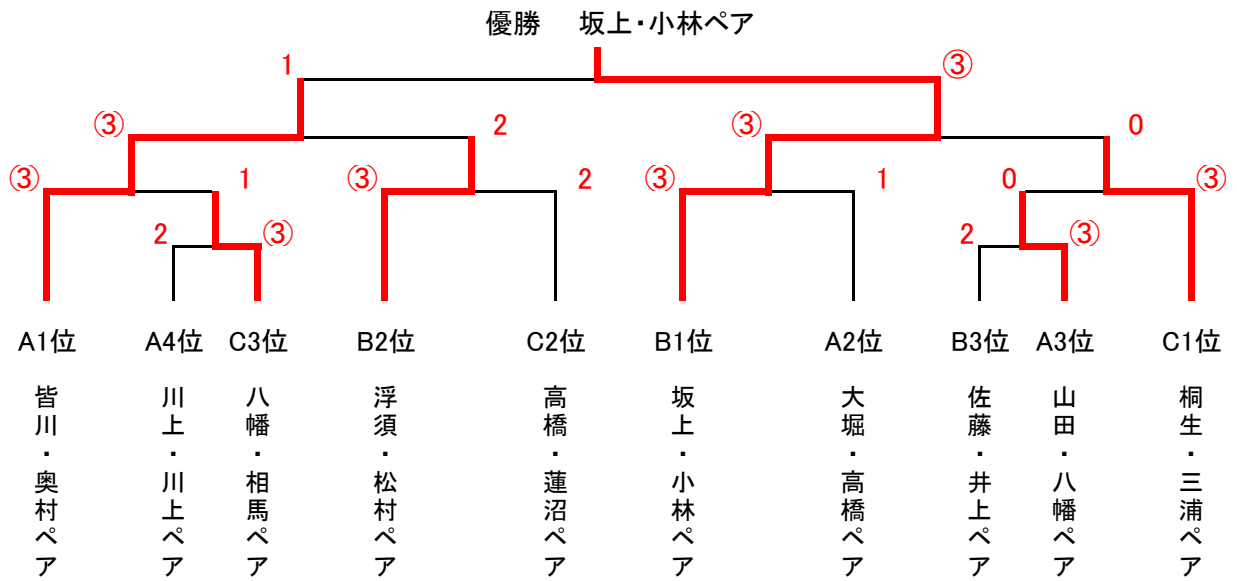 優勝 坂上・小林ペア
1 ③
③ 2 ③ 0
③ 1 ③ 2 ③ 1 0 ③
2 ③ 2 ③
A1位 A4位 C3位 B2位 C2位 B1位 A2位 B3位 A3位 C1位
皆川・奥村ペア
川上・川上ペア
八幡・相馬ペア
浮須・松村ペア
高橋・蓮沼ペア
坂上・小林ペア
大堀・高橋ペア
佐藤・井上ペア
山田・八幡ペア
桐生・三浦ペア